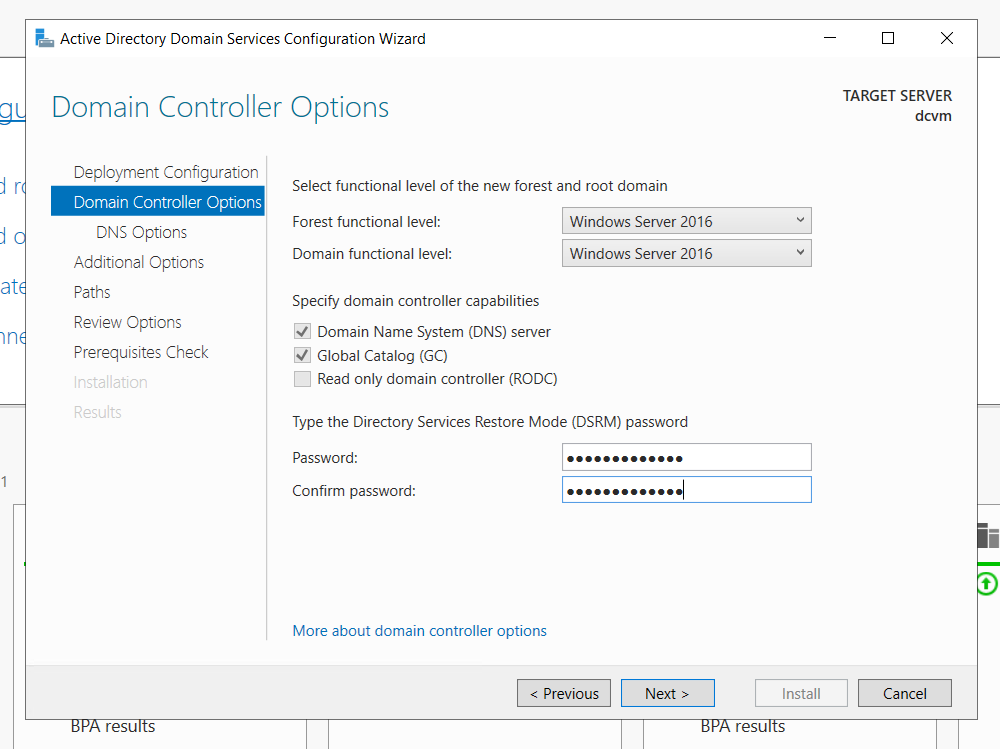 Active Directory Domain Services Configuration Wizard
Domain Controller Options
TARGET SERVER
dcvm
Deployment Configuration
Domain Controller Options
DNS Options
Additional Options
Paths
Review Options
Prerequisites Check
Installation
Results
Select functional level of the new forest and root domain
Forest functional level: Windows Server 2016
Domain functional level: Windows Server 2016
Specify domain controller capabilities
Domain Name System (DNS) server
Global Catalog (GC)
Read only domain controller (RODC)
Type the Directory Services Restore Mode (DSRM) password
Password: •••••••••••••
Confirm password: •••••••••••••
More about domain controller options
< Previous Next > Install Cancel
1
BPA results BPA results